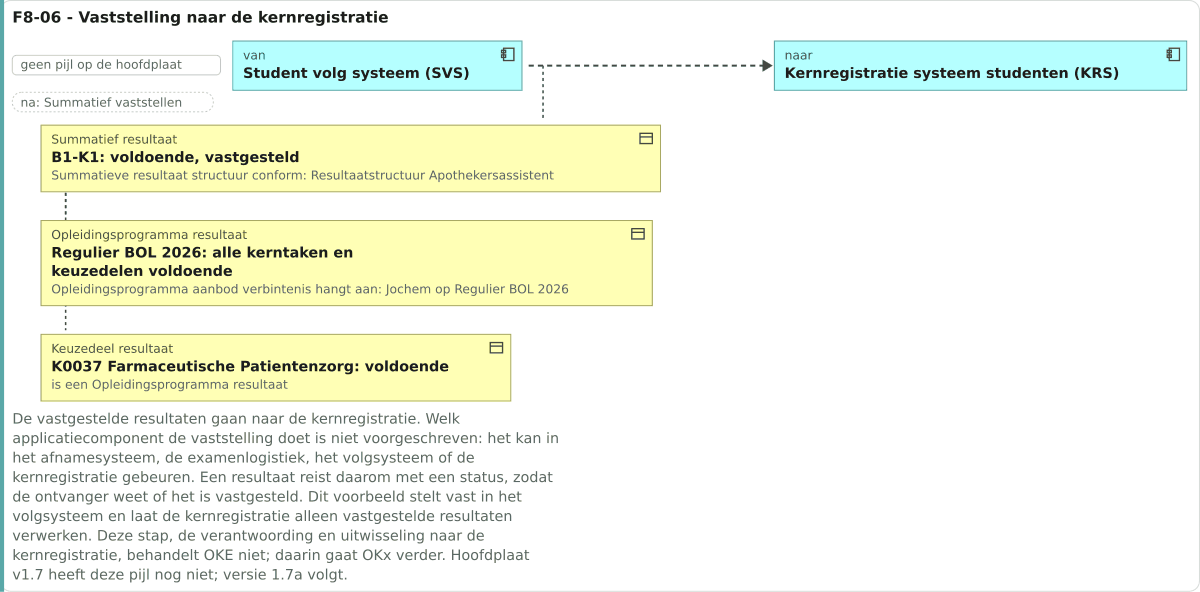 F8-06 - Vaststelling naar de kernregistratie
geen pijl op de hoofdplaat
na: Summatief vaststellen
van
Student volg systeem (SVS)
naar
Kernregistratie systeem studenten (KRS)
Summatief resultaat
B1-K1: voldoende, vastgesteld
Summatieve resultaat structuur conform: Resultaatstructuur Apothekersassistent
Opleidingsprogramma resultaat
Regulier BOL 2026: alle kerntaken en
keuzedelen voldoende
Opleidingsprogramma aanbod verbintenis hangt aan: Jochem op Regulier BOL 2026
Keuzedeel resultaat
K0037 Farmaceutische Patientenzorg: voldoende
is een Opleidingsprogramma resultaat
De vastgestelde resultaten gaan naar de kernregistratie. Welk
applicatiecomponent de vaststelling doet is niet voorgeschreven: het kan in
het afnamesysteem, de examenlogistiek, het volgsysteem of de
kernregistratie gebeuren. Een resultaat reist daarom met een status, zodat
de ontvanger weet of het is vastgesteld. Dit voorbeeld stelt vast in het
volgsysteem en laat de kernregistratie alleen vastgestelde resultaten
verwerken. Deze stap, de verantwoording en uitwisseling naar de
kernregistratie, behandelt OKE niet; daarin gaat OKx verder. Hoofdplaat
v1.7 heeft deze pijl nog niet; versie 1.7a volgt.